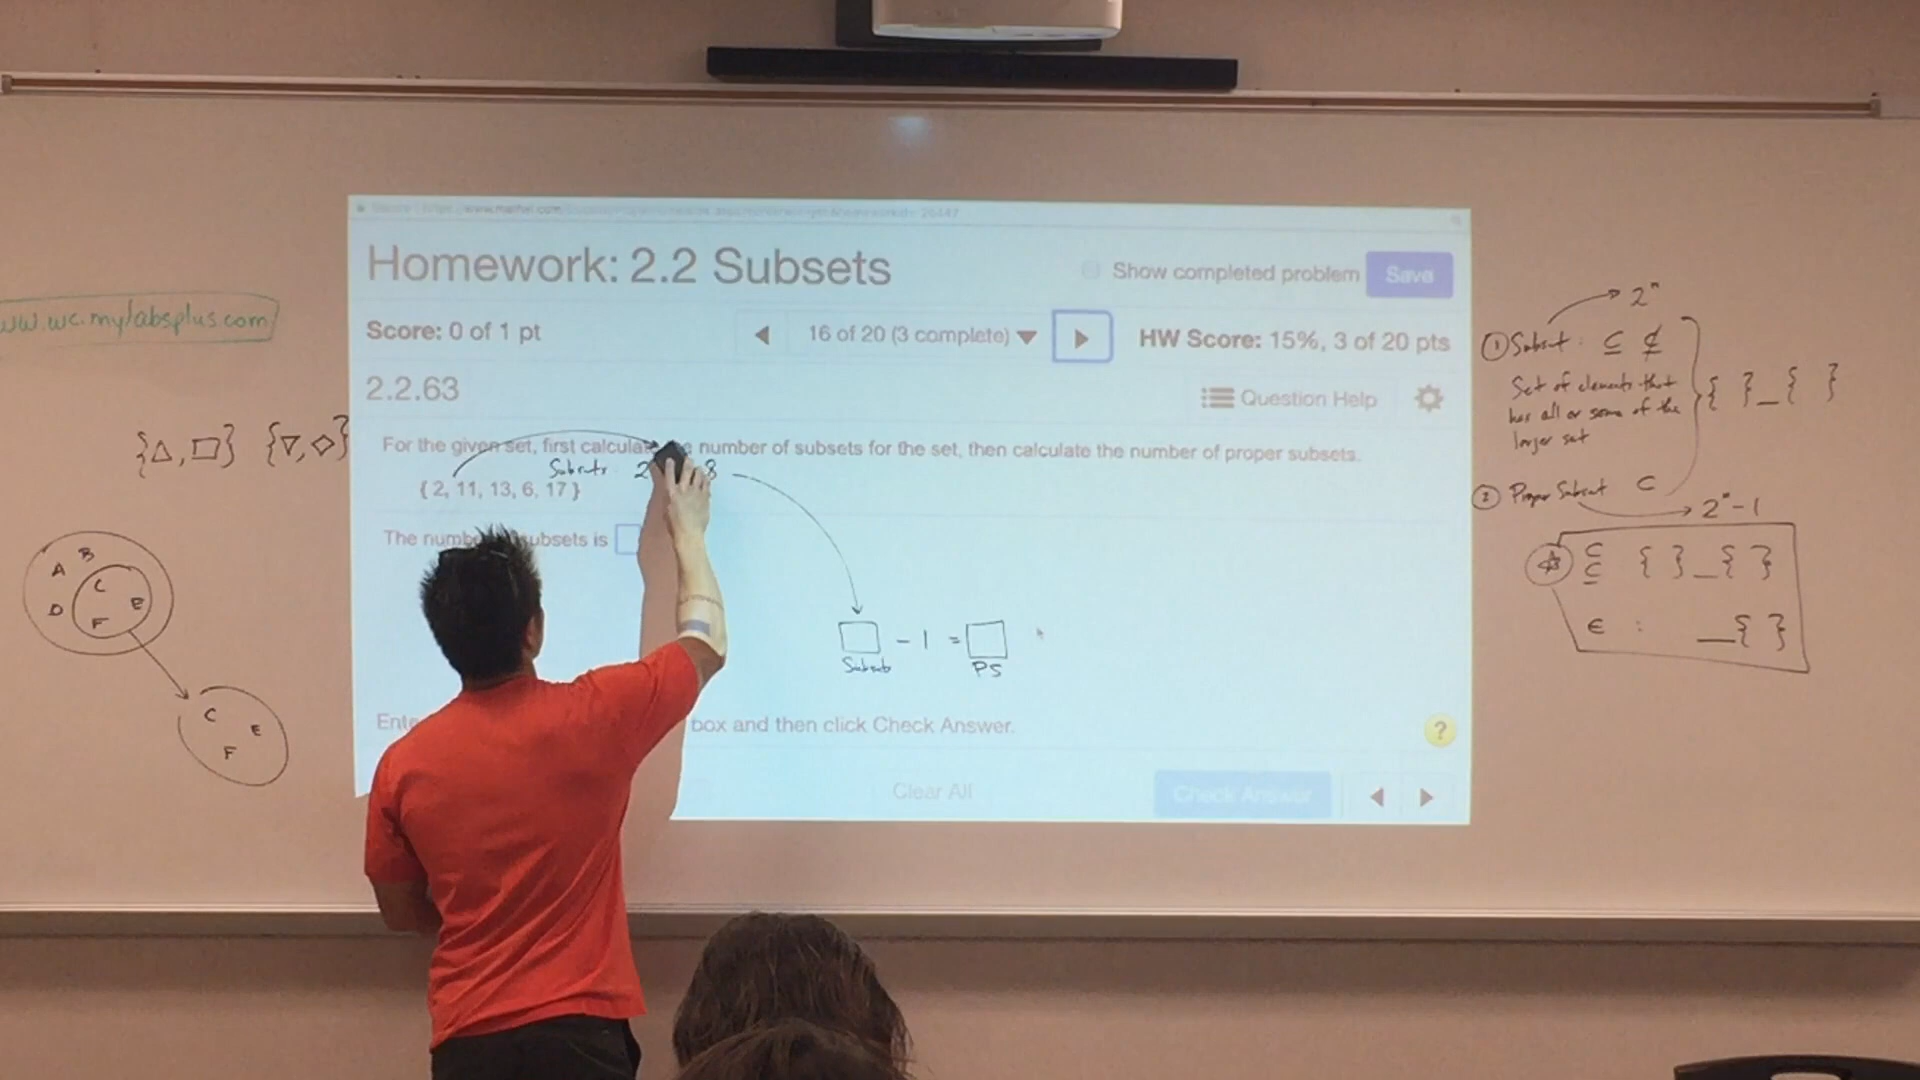 Homework: 2.2 Subsets
Show completed problem
Save
Score: 0 of 1 pt
16 of 20 (3 complete)
HW Score: 15%, 3 of 20 pts
2.2.63
Question Help
For the given set, first calculate number of subsets for the set, then calculate the number of proper subsets.
Subsets: 2 8
{ 2, 11, 13, 6, 17 }
The number subsets is
□ - 1 = □
Subsets PS
box and then click Check Answer.
?
Clear All
Check Answer
ww.wc.mylabsplus.com
{△,□} {▽,◇}
A B
C
D E
F
C E
F
2ⁿ
① Subset: ⊆ ⊈
Set of elements that
has all or some of the
larger set
{ }_{ }
② Proper Subset ⊂
2ⁿ-1
⊂
⊆ { }_{ }
∈ : _{ }